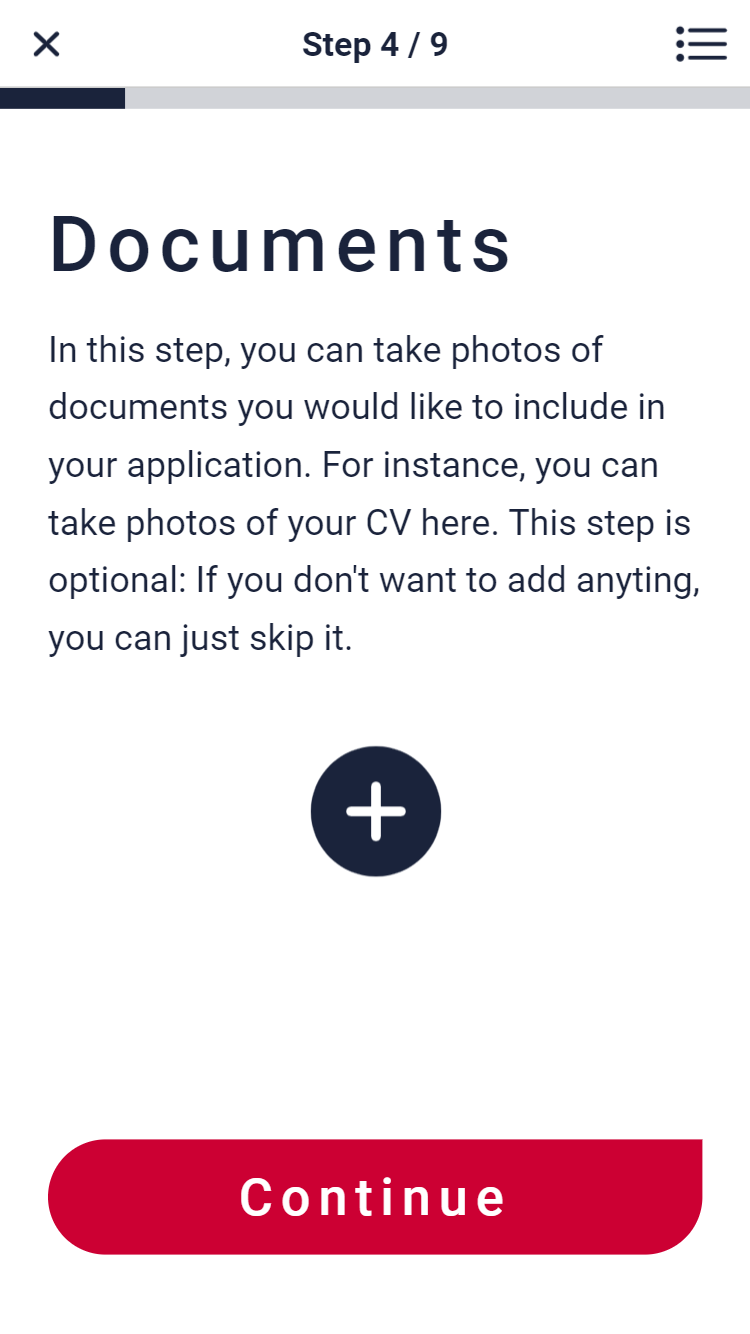 Step 4 / 9
Documents
In this step, you can take photos of
documents you would like to include in
your application. For instance, you can
take photos of your CV here. This step is
optional: If you don't want to add anyting,
you can just skip it.
Continue